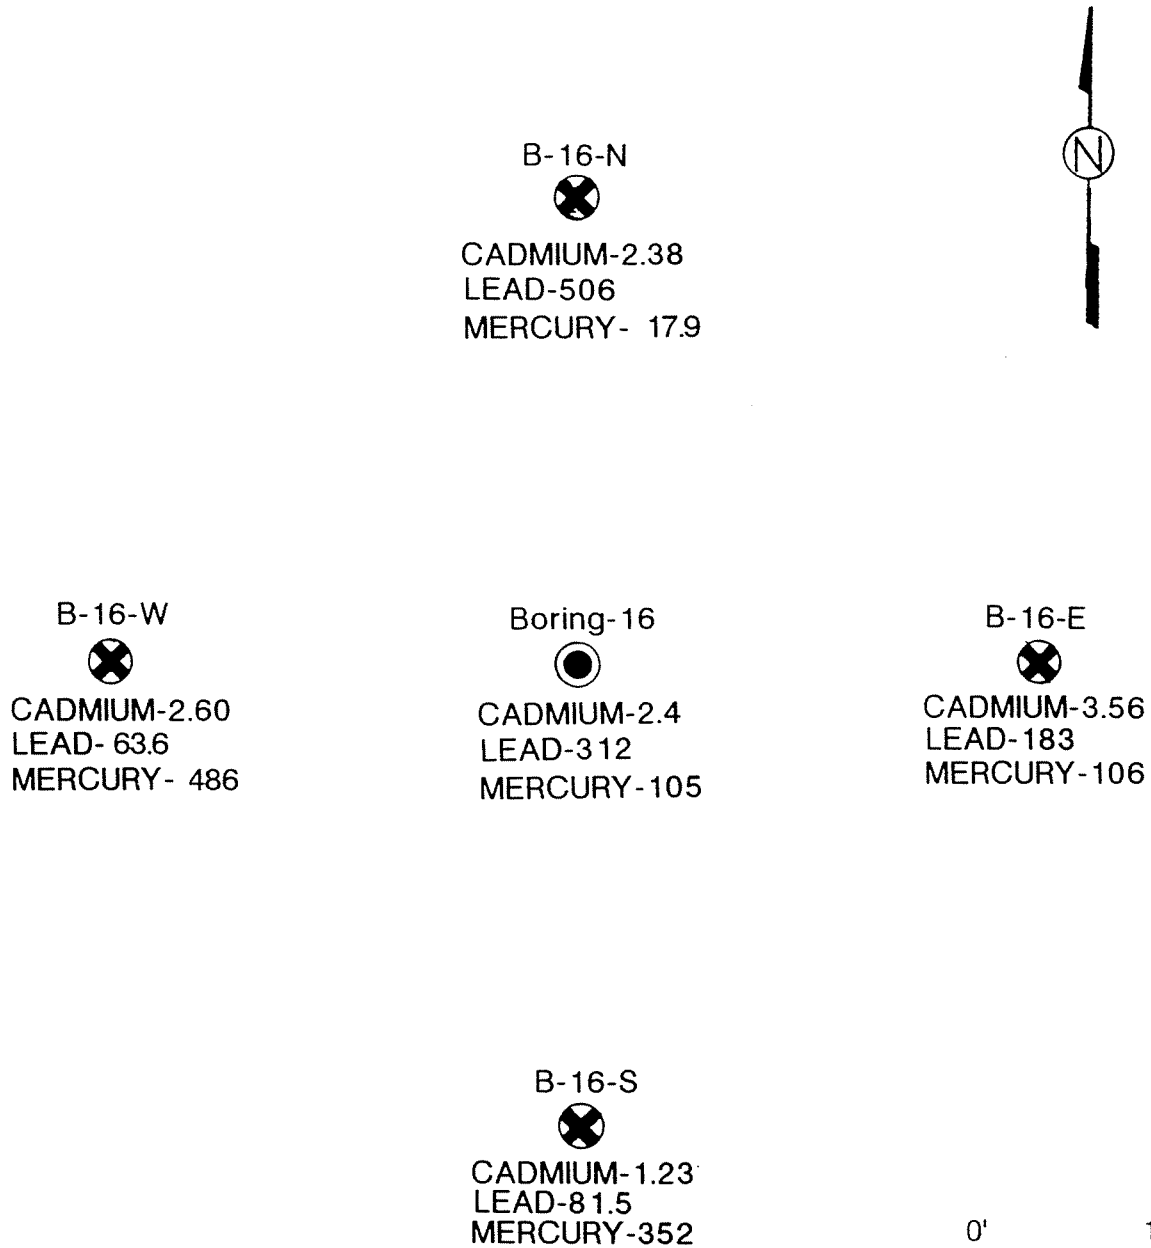 N
B-16-N
CADMIUM-2.38
LEAD-506
MERCURY- 17.9
B-16-W
CADMIUM-2.60
LEAD- 63.6
MERCURY- 486
Boring-16
CADMIUM-2.4
LEAD-312
MERCURY-105
B-16-E
CADMIUM-3.56
LEAD-183
MERCURY-106
B-16-S
CADMIUM-1.23
LEAD-81.5
MERCURY-352
0'